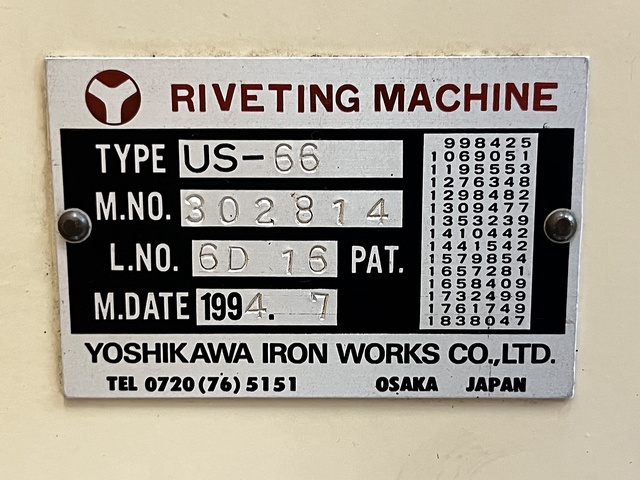 RIVETING MACHINE
TYPE US-66
M.NO. 302814
L.NO. 6D 16 PAT.
M.DATE 1994. 7
998425
1069051
1195553
1276348
1298482
1309477
1353239
1410442
1441542
1579854
1657281
1658409
1732499
1761749
1838047
YOSHIKAWA IRON WORKS CO.,LTD.
TEL 0720(76)5151 OSAKA JAPAN